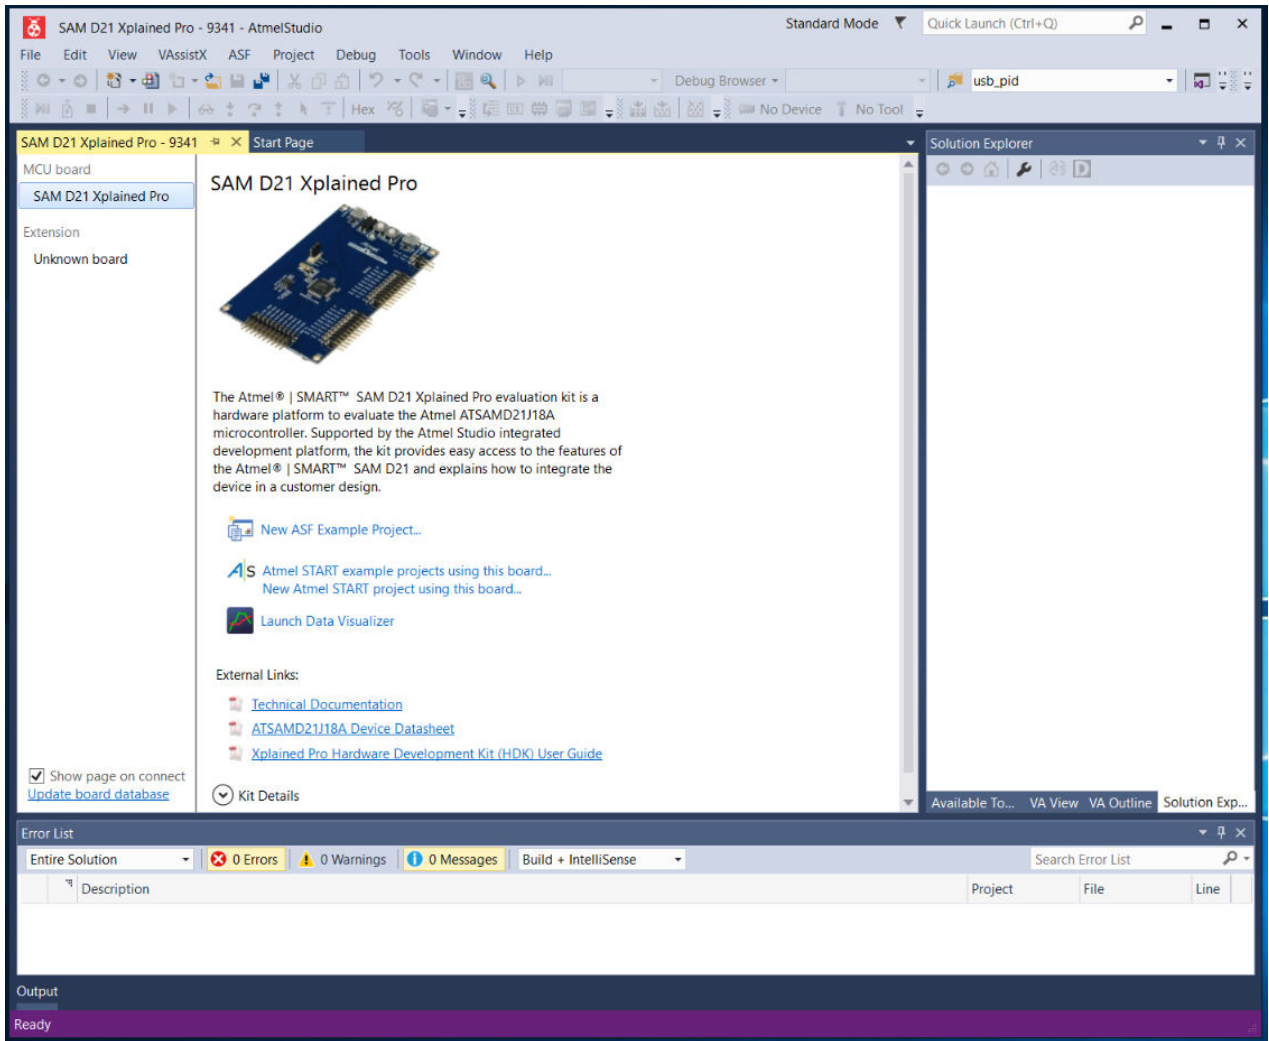 SAM D21 Xplained Pro - 9341 - AtmelStudio
Standard Mode
Quick Launch (Ctrl+Q)
File Edit View VAssistX ASF Project Debug Tools Window Help
Debug Browser
usb_pid
Hex
No Device
No Tool
SAM D21 Xplained Pro - 9341
Start Page
MCU board
SAM D21 Xplained Pro
Extension
Unknown board
Show page on connect
Update board database
SAM D21 Xplained Pro
The Atmel® | SMART™ SAM D21 Xplained Pro evaluation kit is a
hardware platform to evaluate the Atmel ATSAMD21J18A
microcontroller. Supported by the Atmel Studio integrated
development platform, the kit provides easy access to the features of
the Atmel® | SMART™ SAM D21 and explains how to integrate the
device in a customer design.
New ASF Example Project...
Atmel START example projects using this board...
New Atmel START project using this board...
Launch Data Visualizer
External Links:
Technical Documentation
ATSAMD21J18A Device Datasheet
Xplained Pro Hardware Development Kit (HDK) User Guide
Kit Details
Solution Explorer
Available To... VA View VA Outline Solution Exp...
Error List
Entire Solution
0 Errors
0 Warnings
0 Messages
Build + IntelliSense
Search Error List
Description
Project
File
Line
Output
Ready